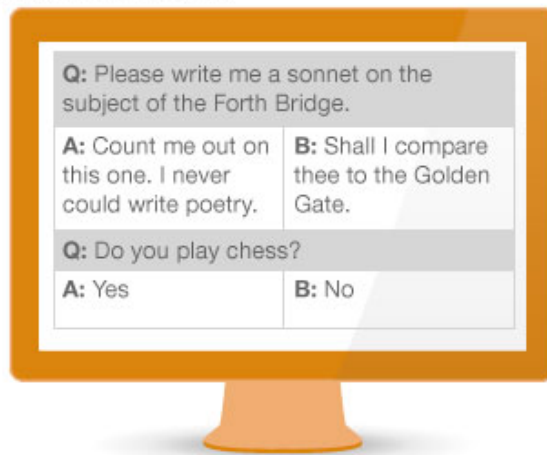 Q: Please write me a sonnet on the
subject of the Forth Bridge.
A: Count me out on
this one. I never
could write poetry.
B: Shall I compare
thee to the Golden
Gate.
Q: Do you play chess?
A: Yes
B: No